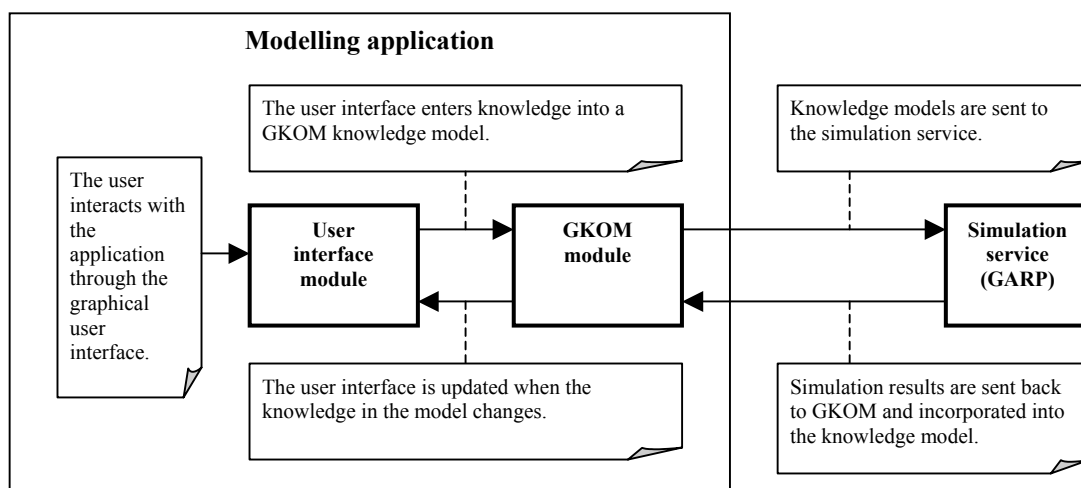 Modelling application
The user interface enters knowledge into a
GKOM knowledge model.
Knowledge models are sent to
the simulation service.
The user
interacts with
the
application
through the
graphical
user
interface.
User
interface
module
GKOM
module
Simulation
service
(GARP)
The user interface is updated when the
knowledge in the model changes.
Simulation results are sent back
to GKOM and incorporated into
the knowledge model.